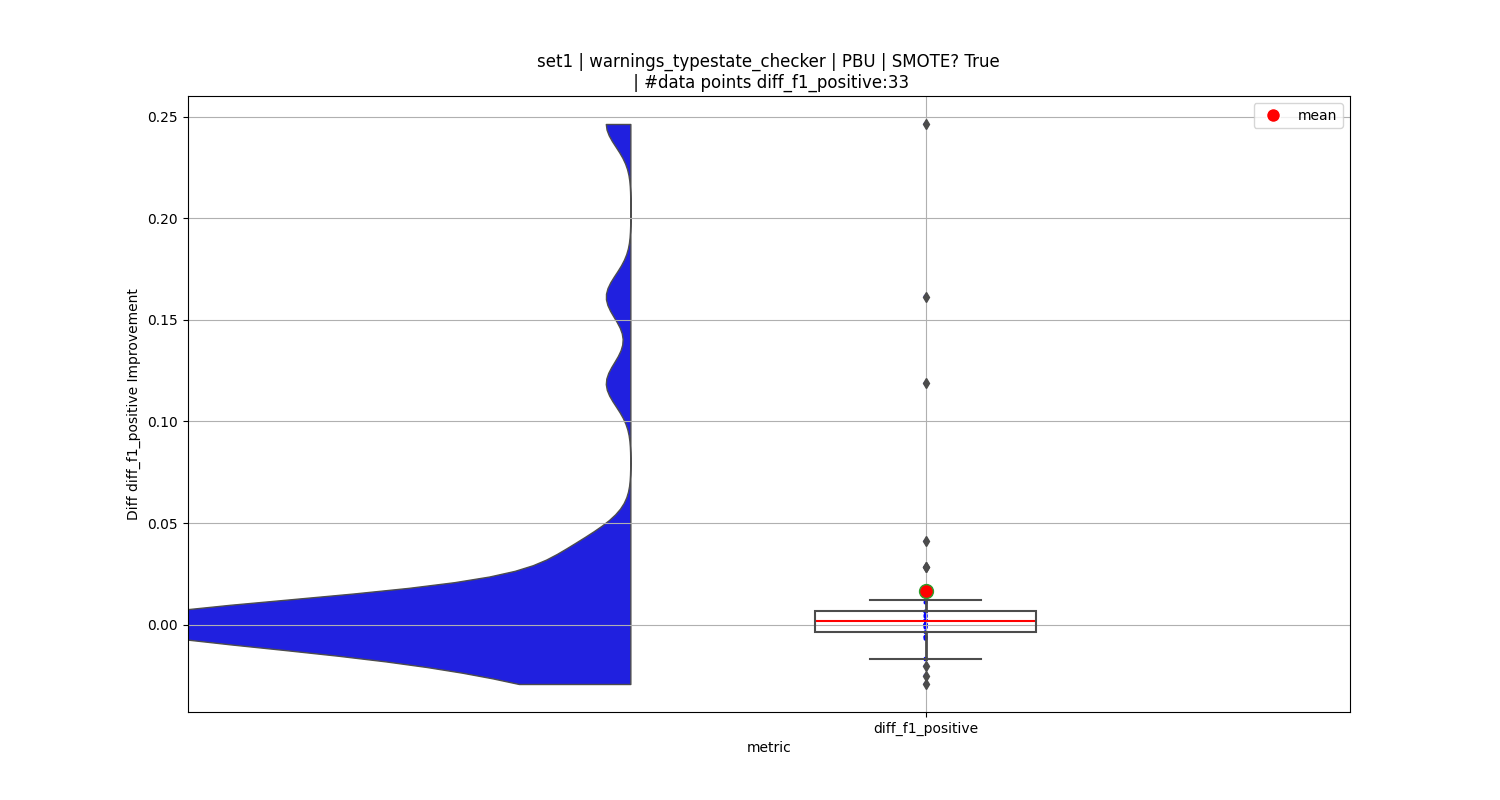 set1 | warnings_typestate_checker | PBU | SMOTE? True
| #data points diff_f1_positive:33
mean
0.25
0.20
0.15
0.10
0.05
0.00
Diff diff_f1_positive Improvement
diff_f1_positive
metric